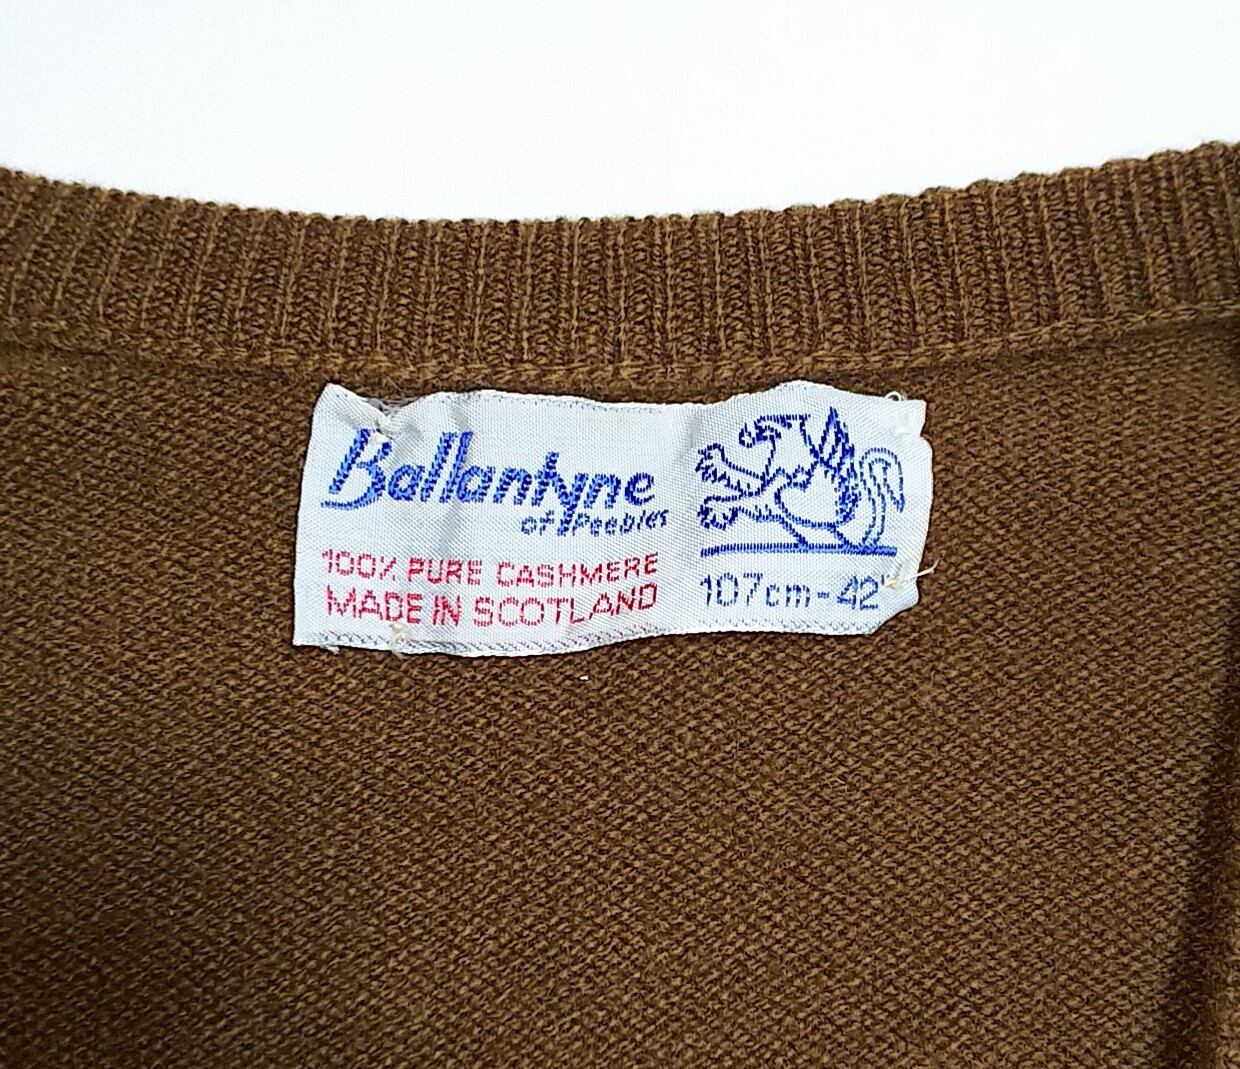 Ballantyne
of Peebles
100% PURE CASHMERE
MADE IN SCOTLAND
107cm-42"